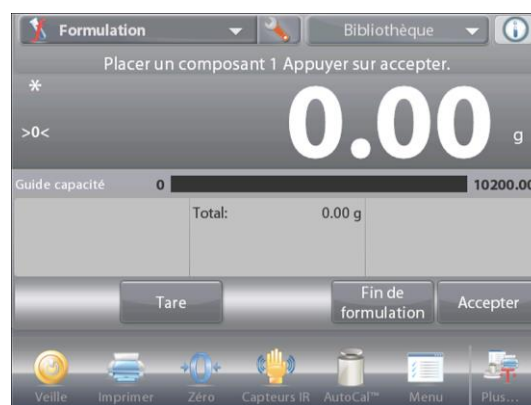 Formulation Bibliothèque
Placer un composant 1 Appuyer sur accepter.
*
>0< 0.00 g
Guide capacité 0 10200.00
Total: 0.00 g
Tare Fin de formulation Accepter
Veille Imprimer Zéro Capteurs IR AutoCal™ Menu Plus...